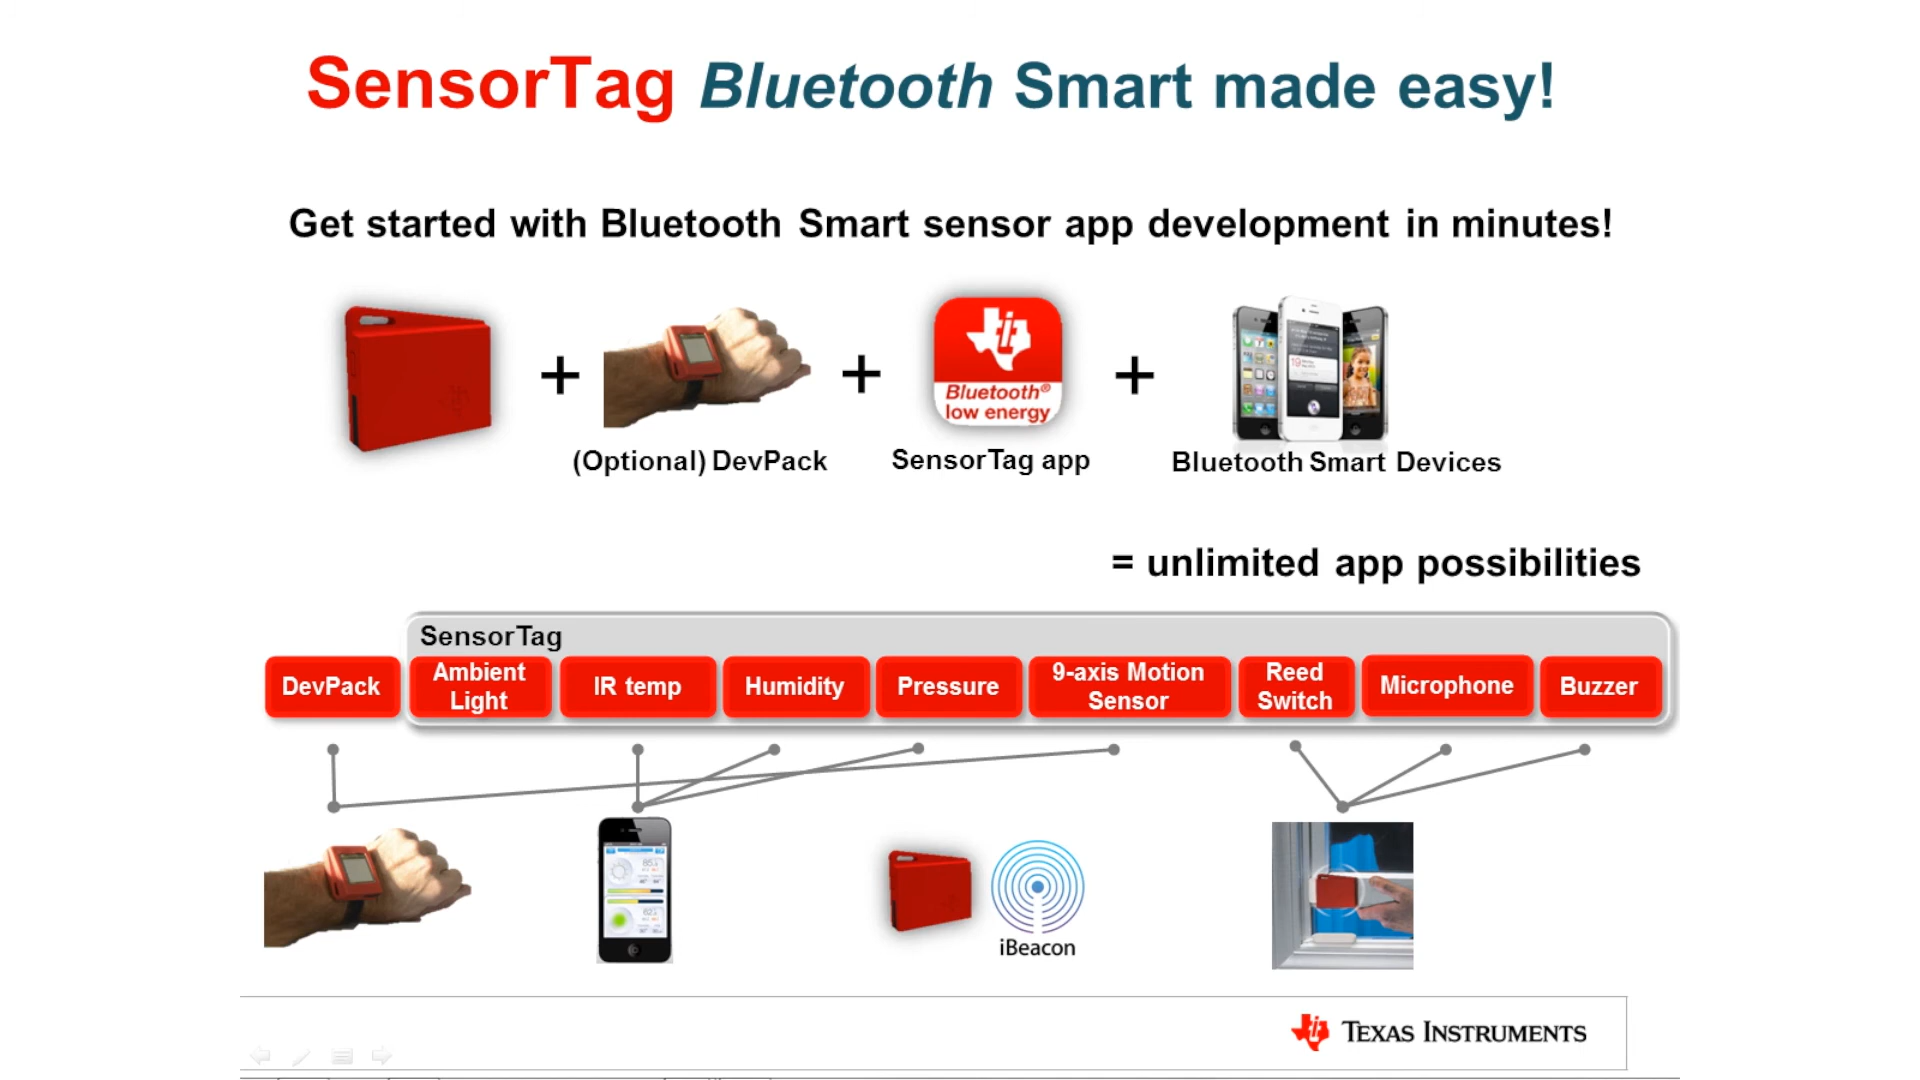 SensorTag Bluetooth Smart made easy!
Get started with Bluetooth Smart sensor app development in minutes!
+ + +
Bluetooth®
low energy
(Optional) DevPack SensorTag app Bluetooth Smart Devices
= unlimited app possibilities
SensorTag
DevPack
Ambient
Light
IR temp
Humidity
Pressure
9-axis Motion
Sensor
Reed
Switch
Microphone
Buzzer
iBeacon
TEXAS INSTRUMENTS